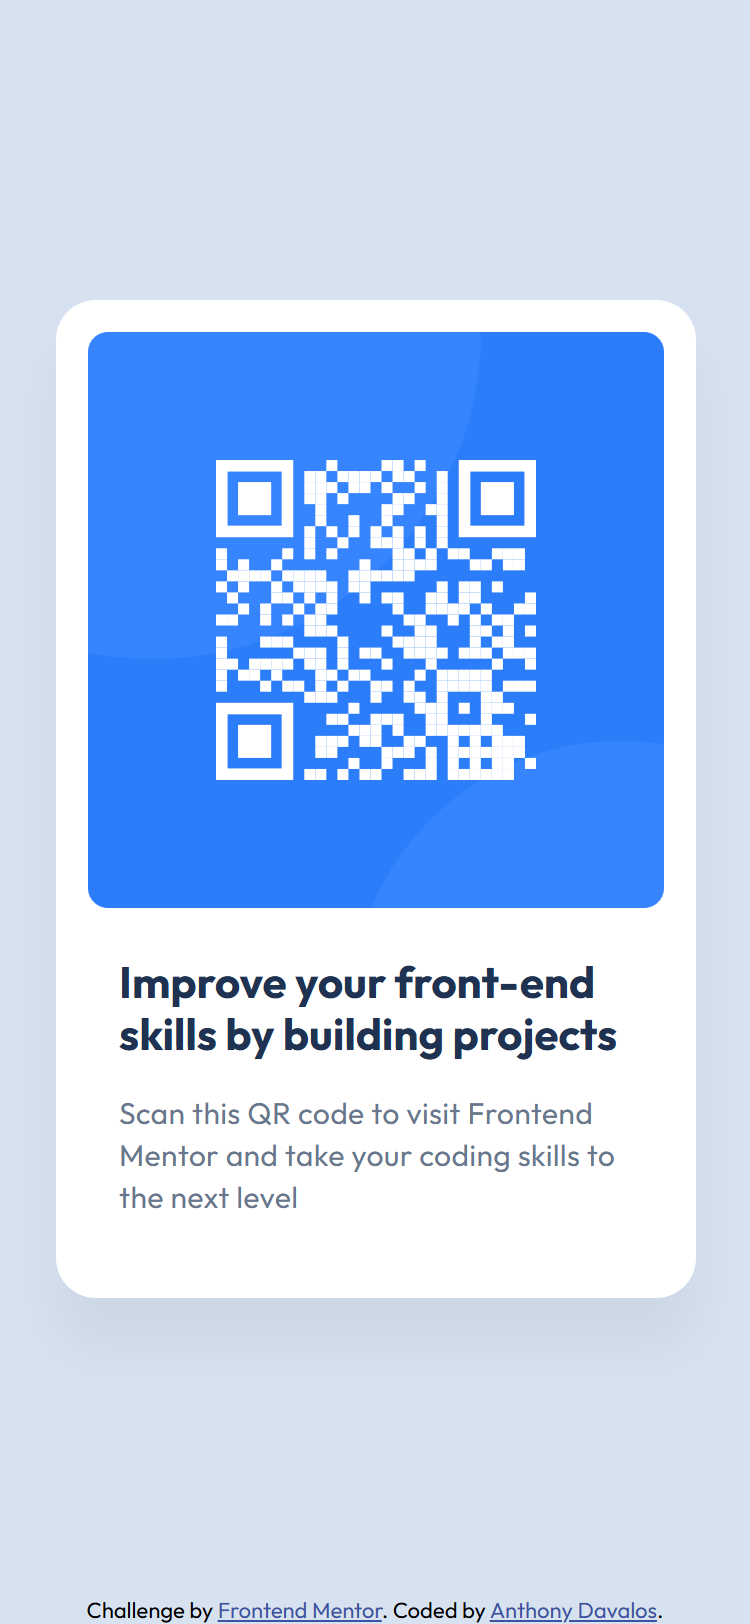 Improve your front-end
skills by building projects
Scan this QR code to visit Frontend
Mentor and take your coding skills to
the next level
Challenge by Frontend Mentor. Coded by Anthony Davalos.